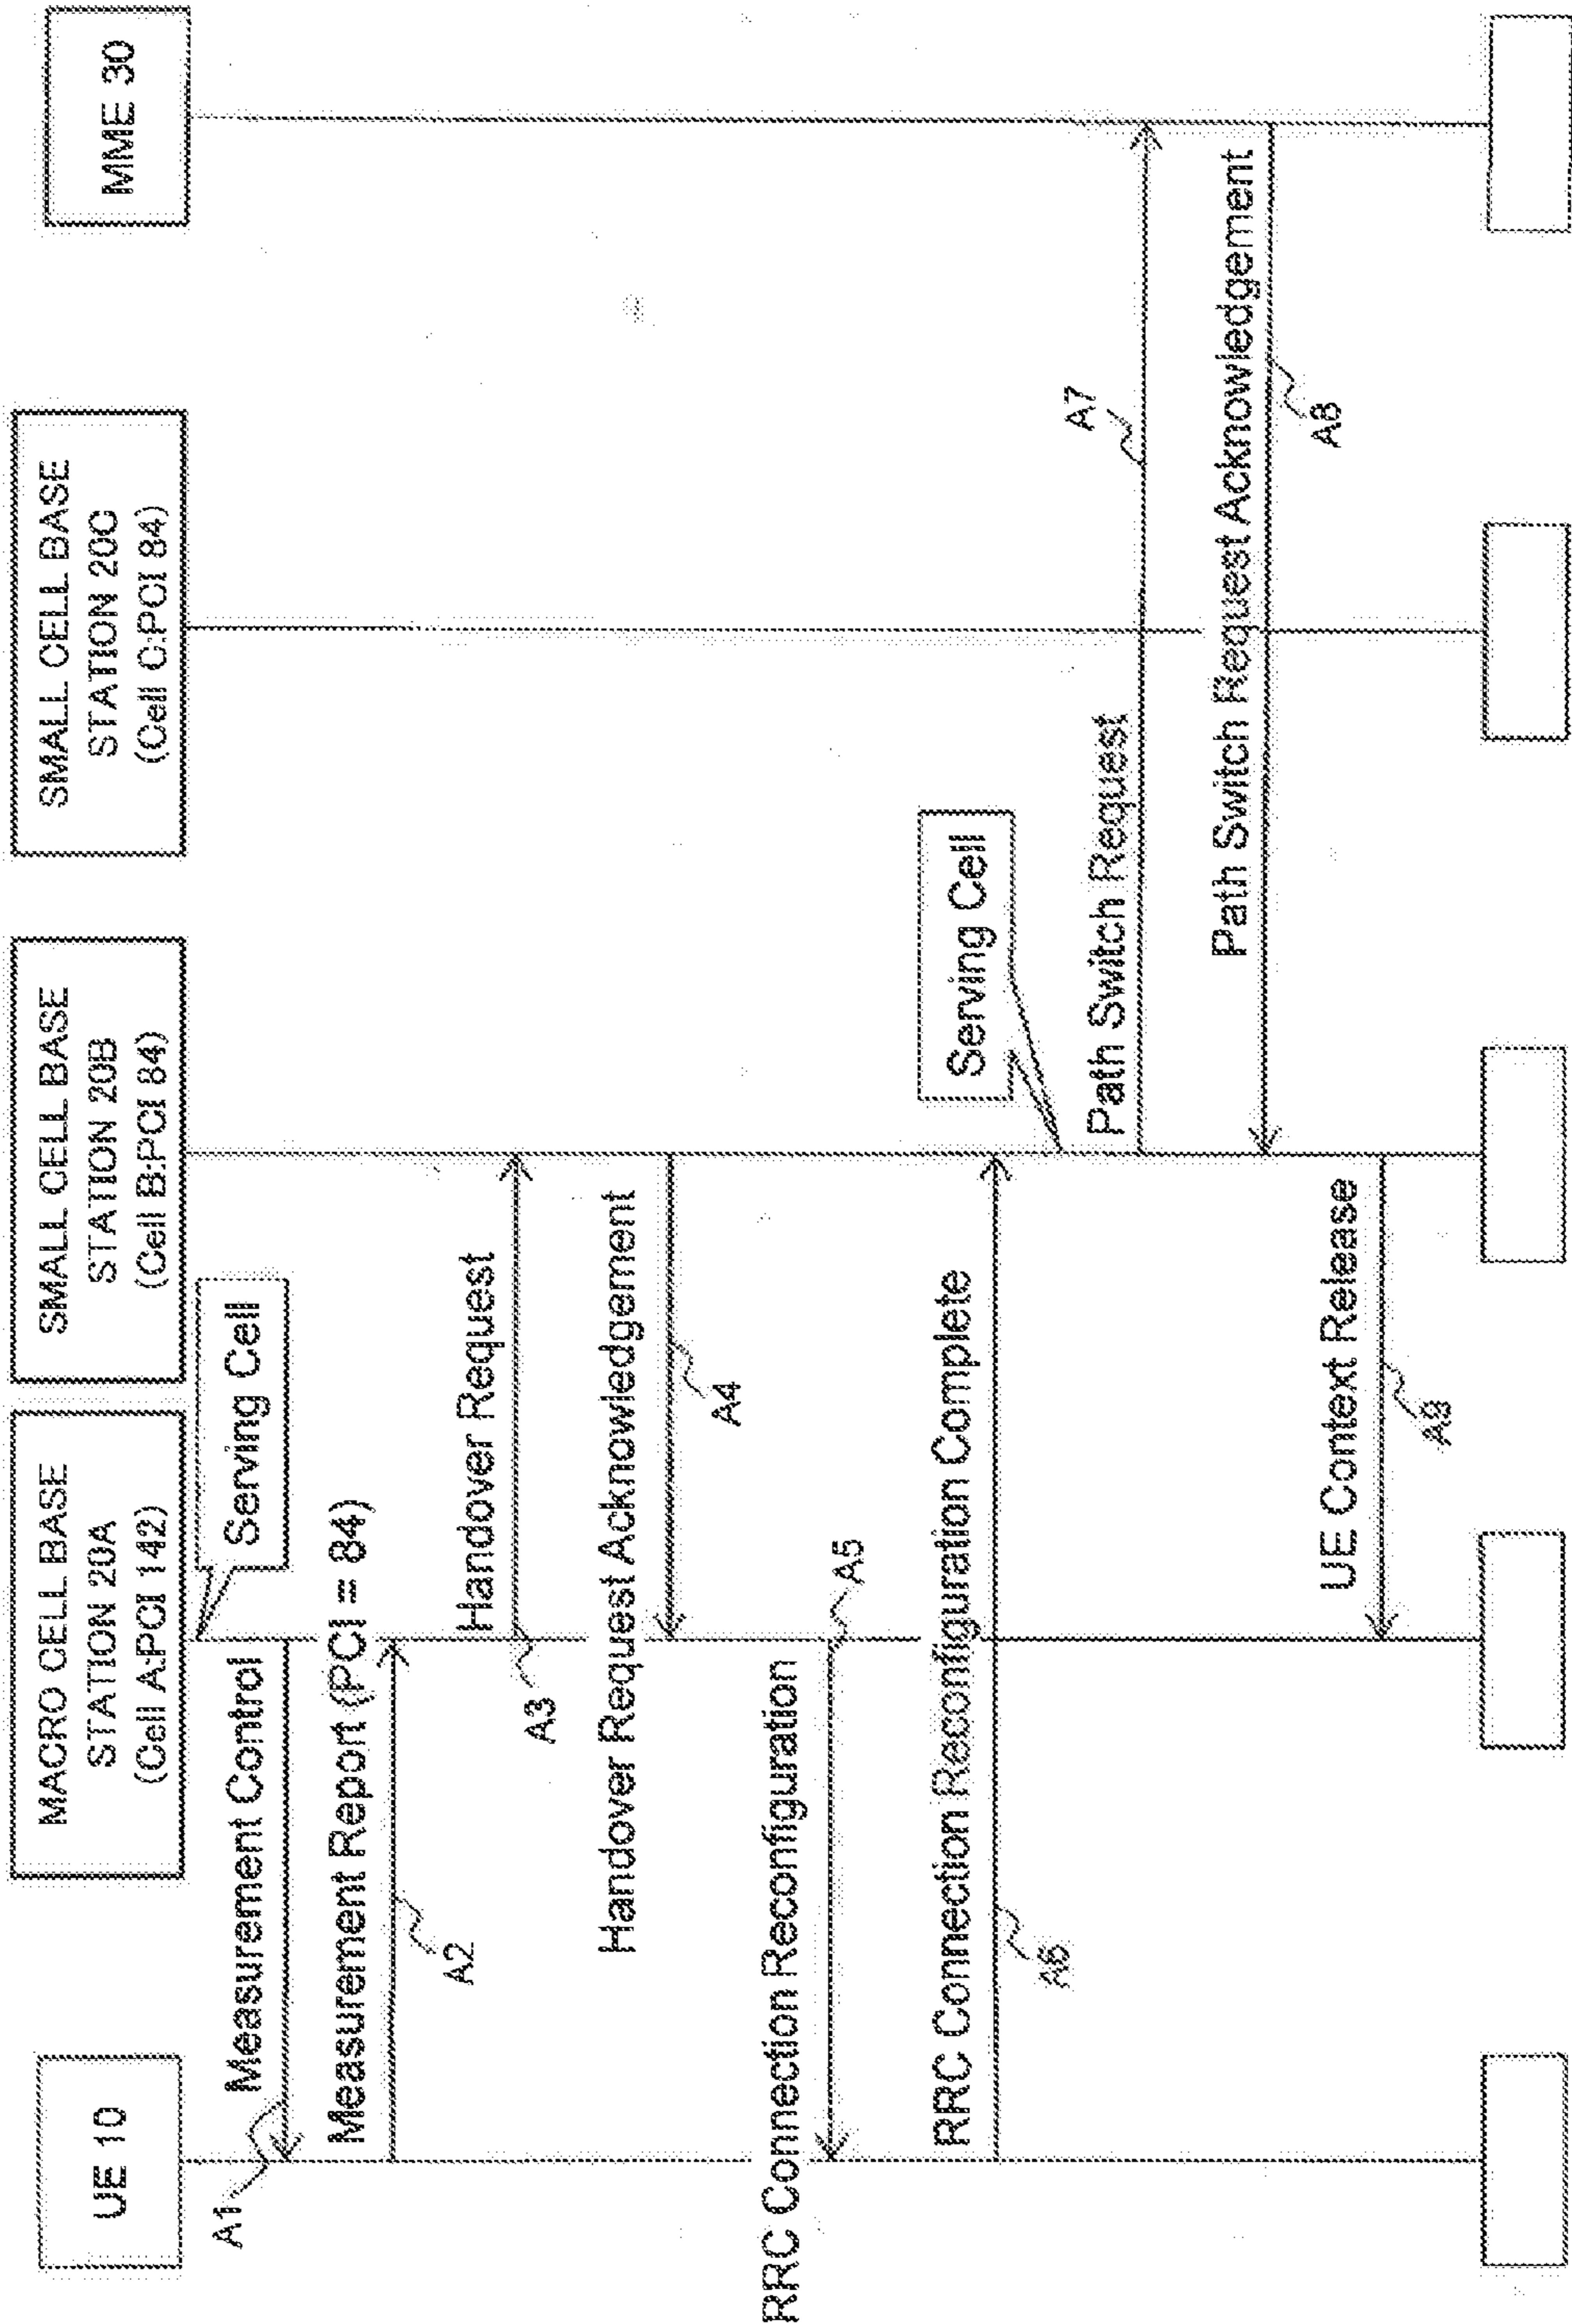 UE 10
MACRO CELL BASE
STATION 20A
(Cell A:PCI 142)
SMALL CELL BASE
STATION 20B
(Cell B:PCI 84)
SMALL CELL BASE
STATION 20C
(Cell C:PCI 84)
MME 30
Serving Cell
A1
Measurement Control
Measurement Report (PCI = 84)
A2
Handover Request
A3
Handover Request Acknowledgement
A4
RRC Connection Reconfiguration
A5
RRC Connection Reconfiguration Complete
A6
Serving Cell
Path Switch Request
A7
Path Switch Request Acknowledgement
A8
UE Context Release
A9